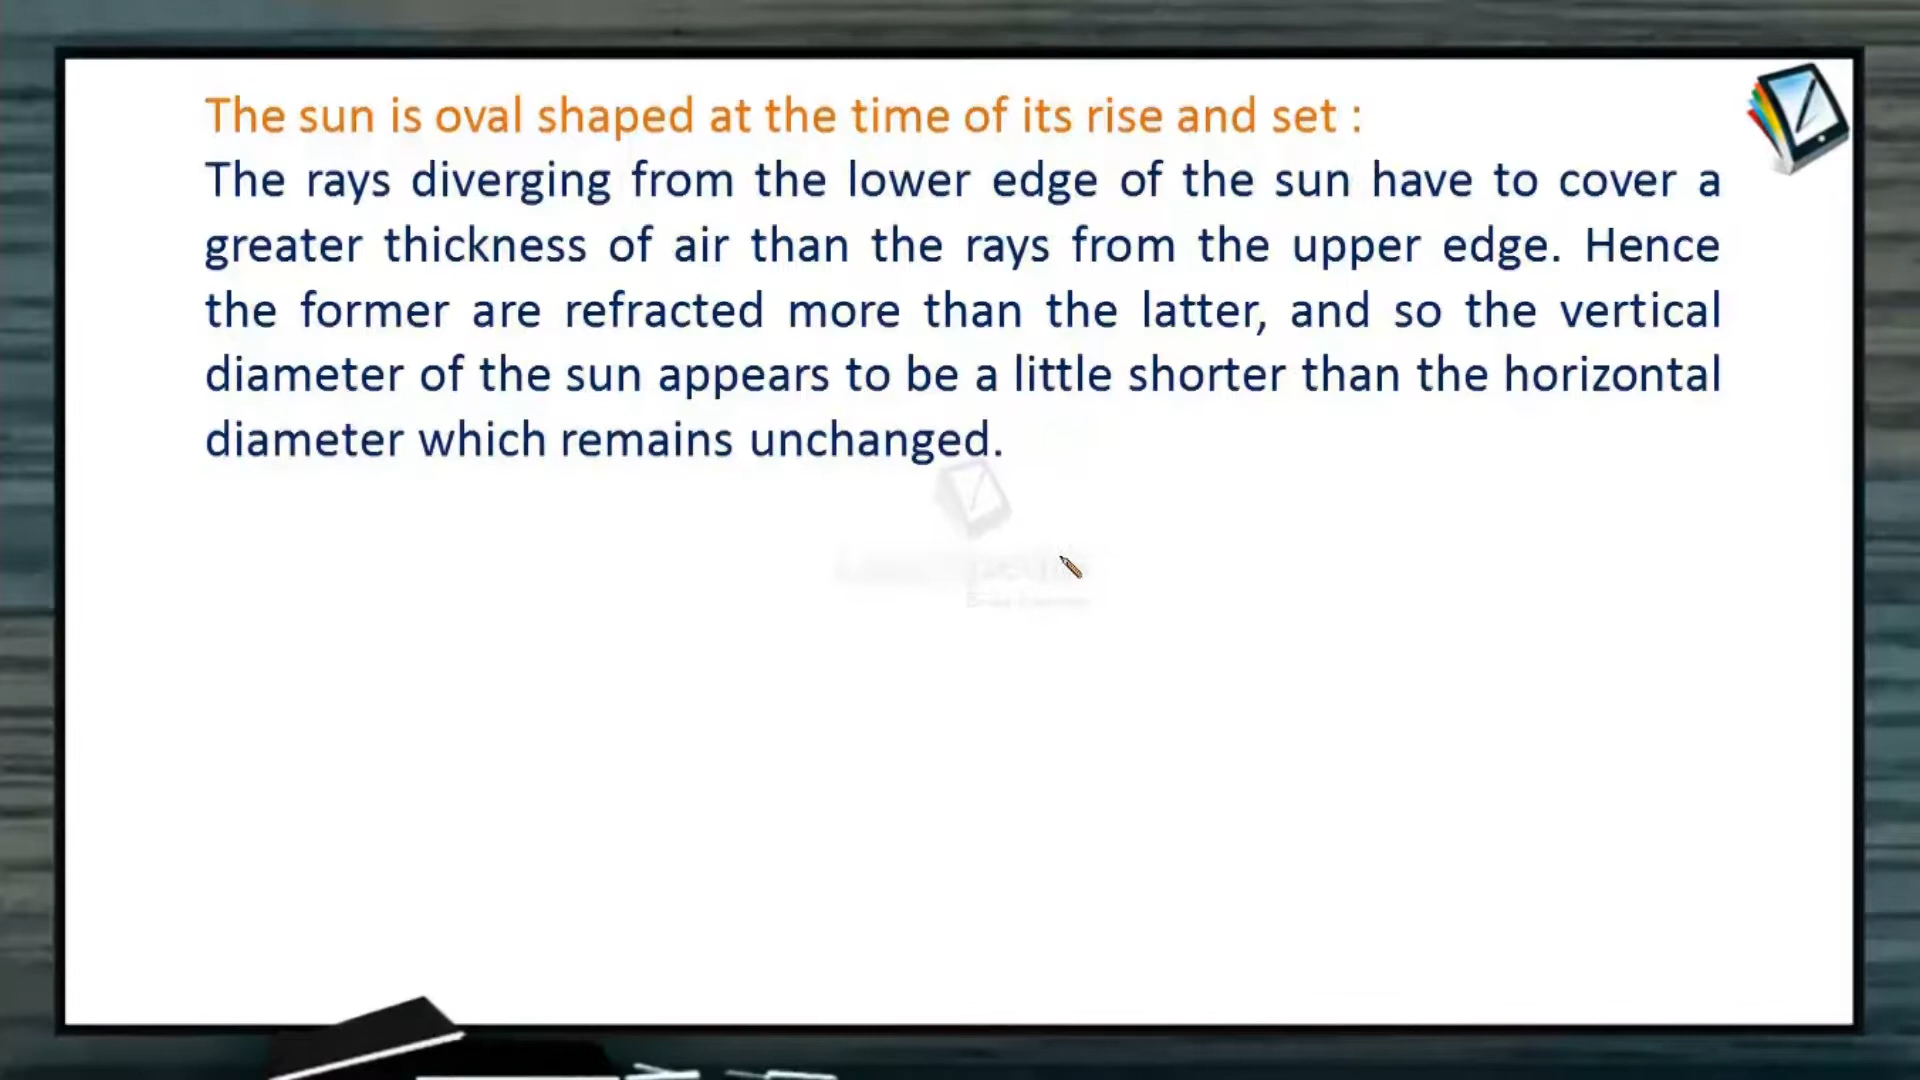 The sun is oval shaped at the time of its rise and set :
The rays diverging from the lower edge of the sun have to cover a
greater thickness of air than the rays from the upper edge. Hence
the former are refracted more than the latter, and so the vertical
diameter of the sun appears to be a little shorter than the horizontal
diameter which remains unchanged.